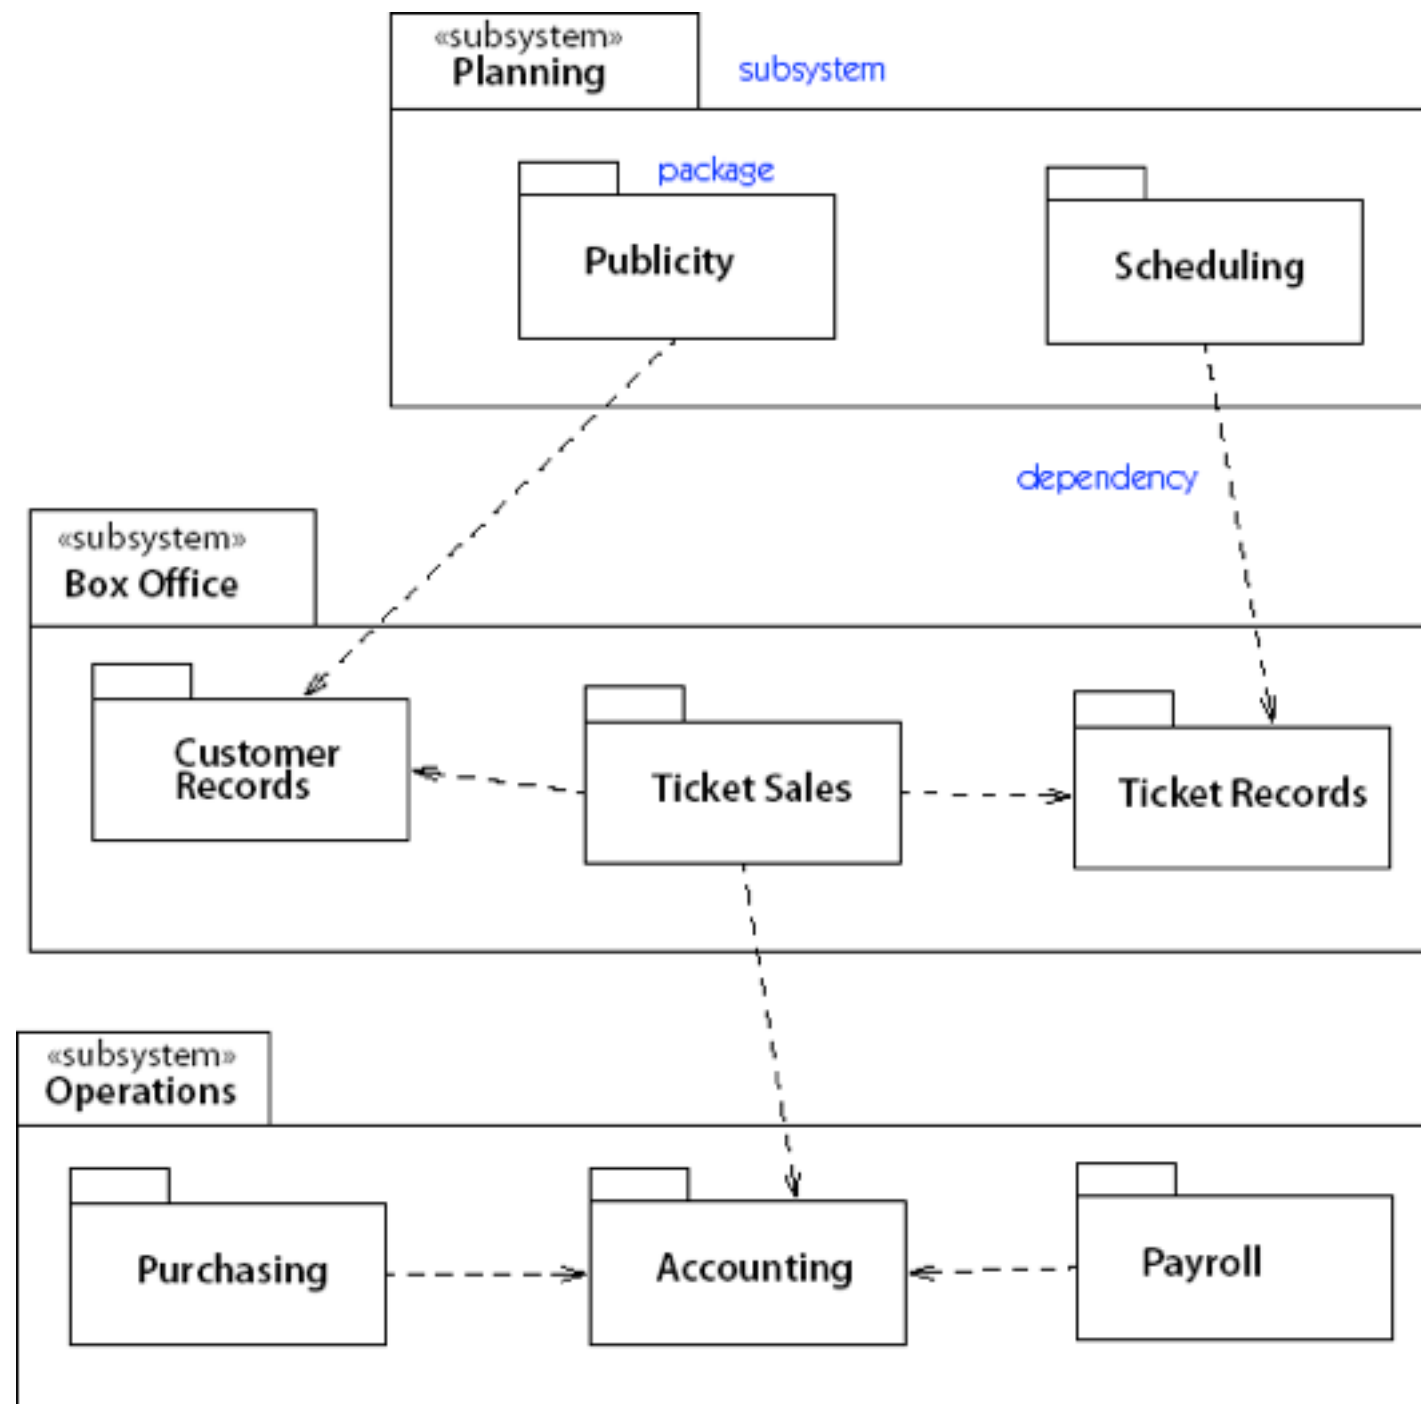 «subsystem»
Planning
subsystem
package
Publicity
Scheduling
dependency
«subsystem»
Box Office
Customer
Records
Ticket Sales
Ticket Records
«subsystem»
Operations
Purchasing
Accounting
Payroll